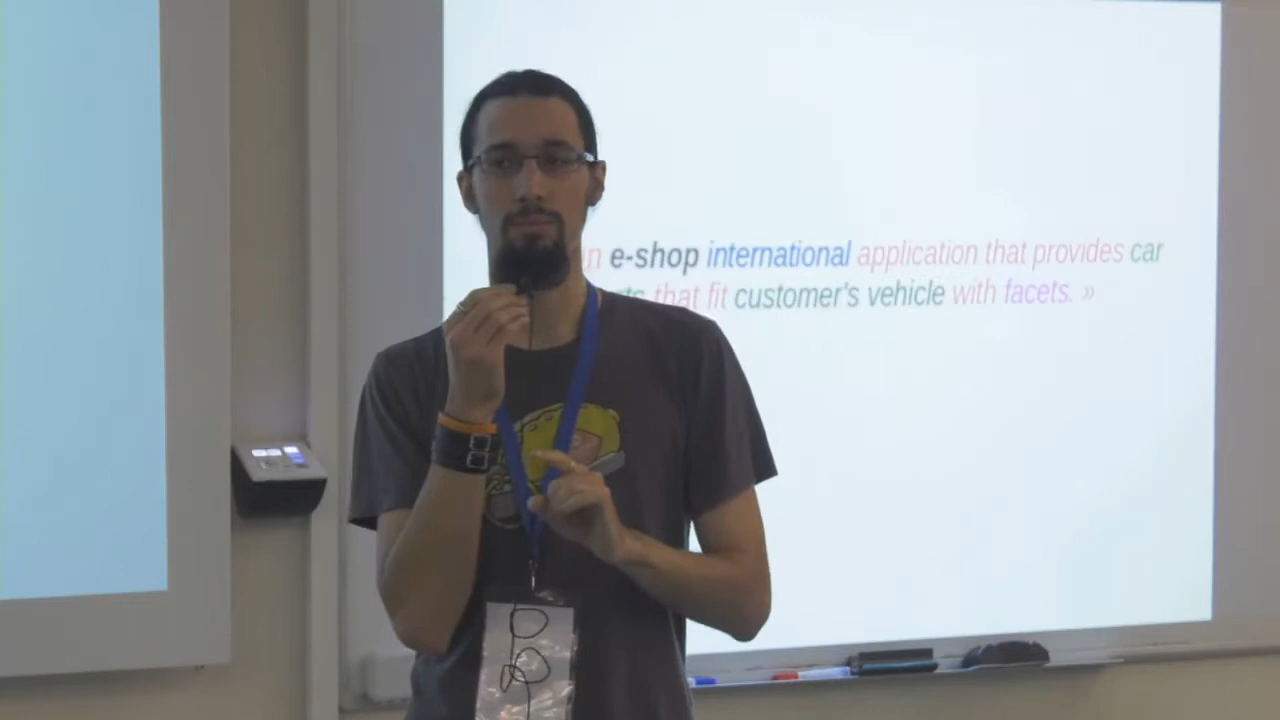 e-shop international application that provides car
that fit customer's vehicle with facets. »